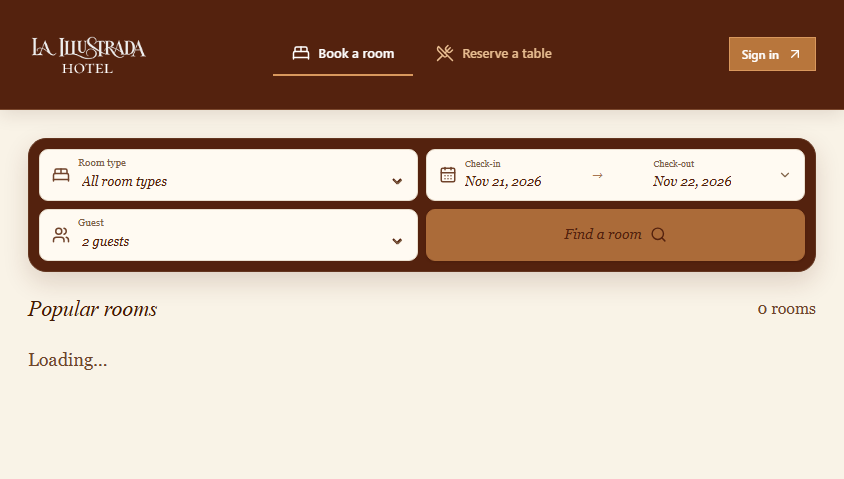 La Illustrada
HOTEL
Book a room
Reserve a table
Sign in
Room type
All room types
Check-in
Nov 21, 2026
→
Check-out
Nov 22, 2026
Guest
2 guests
Find a room
Popular rooms
0 rooms
Loading...